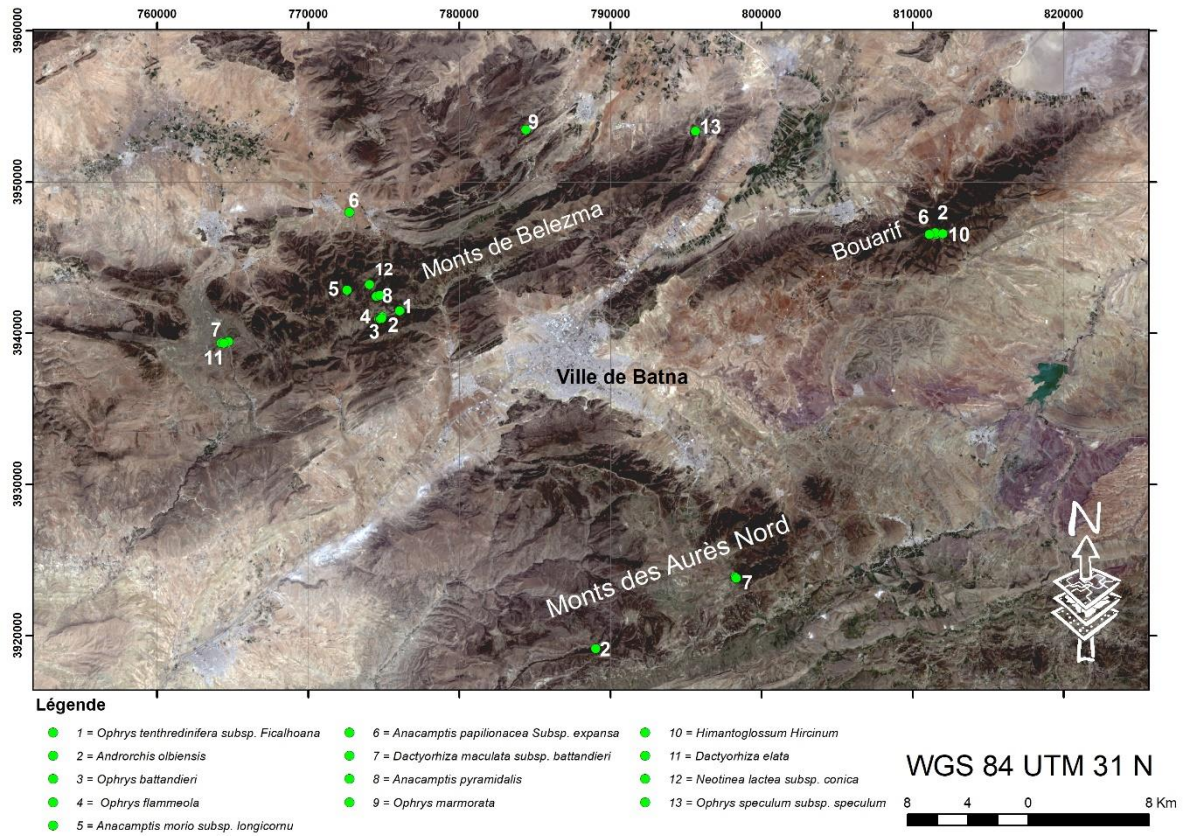 760000 770000 780000 790000 800000 810000 820000
3960000
3950000
3940000
3930000
3920000
9
13
6
6 2
10
Monts de Belezma
Bouarif
12
5
8
1
4
2
3
7
11
Ville de Batna
Monts des Aurès Nord
7
2
N
Légende
1 = Ophrys tenthredinifera subsp. Ficalhoana
2 = Androrchis olbiensis
3 = Ophrys battandieri
4 = Ophrys flammeola
5 = Anacamptis morio subsp. longicornu
6 = Anacamptis papilionacea Subsp. expansa
7 = Dactyorhiza maculata subsp. battandieri
8 = Anacamptis pyramidalis
9 = Ophrys marmorata
10 = Himantoglossum Hircinum
11 = Dactyorhiza elata
12 = Neotinea lactea subsp. conica
13 = Ophrys speculum subsp. speculum
WGS 84 UTM 31 N
8 4 0 8 Km